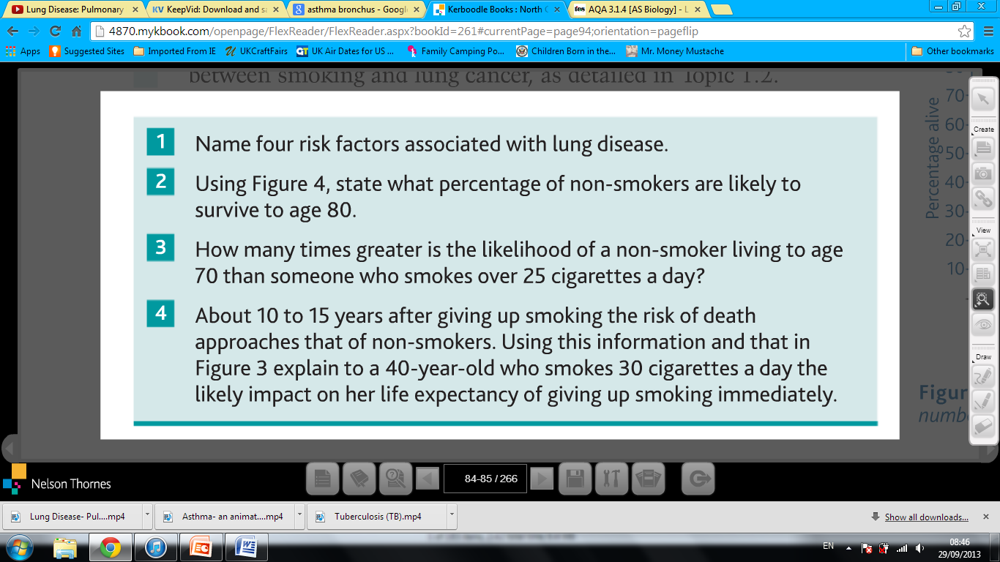 Lung Disease: Pulmonary
KeepVid: Download and sa
asthma bronchus - Google
Kerboodle Books : North C
AQA 3.1.4 [AS Biology] - L
4870.mykbook.com/openpage/FlexReader/FlexReader.aspx?bookId=261#currentPage=page94;orientation=pageflip
Apps Suggested Sites Imported From IE UKCraftFairs UK Air Dates for US ... Family Camping Po... Children Born in the... Mr. Money Mustache Other bookmarks
between smoking and lung cancer, as detailed in Topic 1.2.
1 Name four risk factors associated with lung disease.
2 Using Figure 4, state what percentage of non-smokers are likely to
survive to age 80.
3 How many times greater is the likelihood of a non-smoker living to age
70 than someone who smokes over 25 cigarettes a day?
4 About 10 to 15 years after giving up smoking the risk of death
approaches that of non-smokers. Using this information and that in
Figure 3 explain to a 40-year-old who smokes 30 cigarettes a day the
likely impact on her life expectancy of giving up smoking immediately.
Percentage alive
70
60
50
40
30
20
10
Figur
numb
Create
View
Draw
Nelson Thornes
84-85 / 266
Lung Disease- Pul....mp4 Asthma- an animat....mp4 Tuberculosis (TB).mp4 Show all downloads...
EN 08:46
29/09/2013